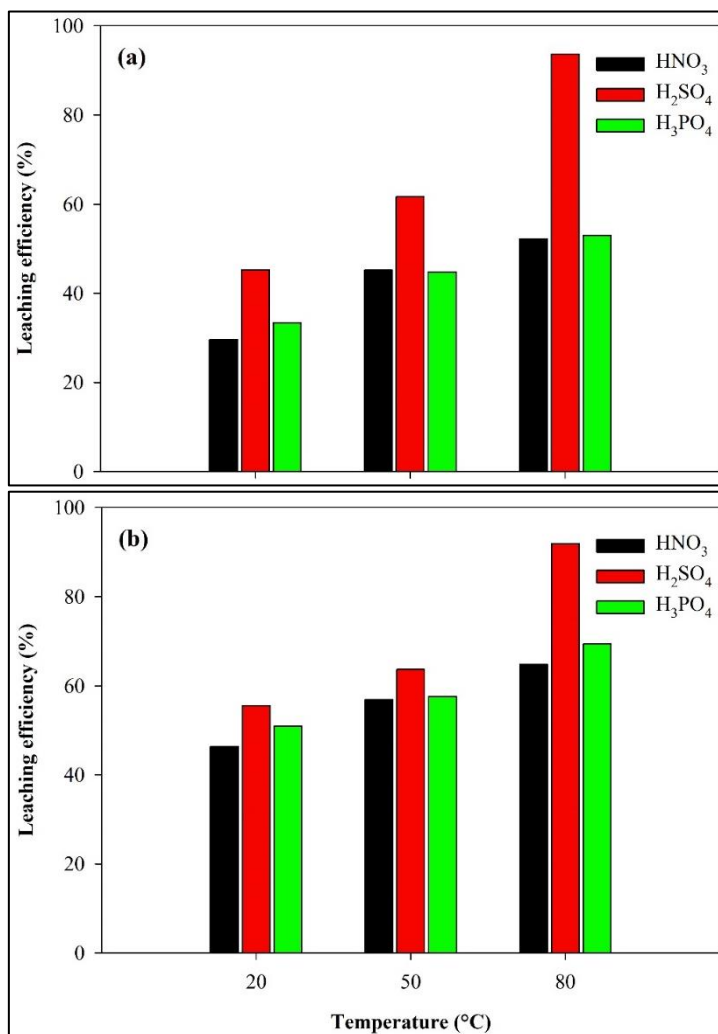 (a)
HNO₃
H₂SO₄
H₃PO₄
Leaching efficiency (%)
100
80
60
40
20
0
(b)
HNO₃
H₂SO₄
H₃PO₄
Leaching efficiency (%)
100
80
60
40
20
0
20 50 80
Temperature (°C)